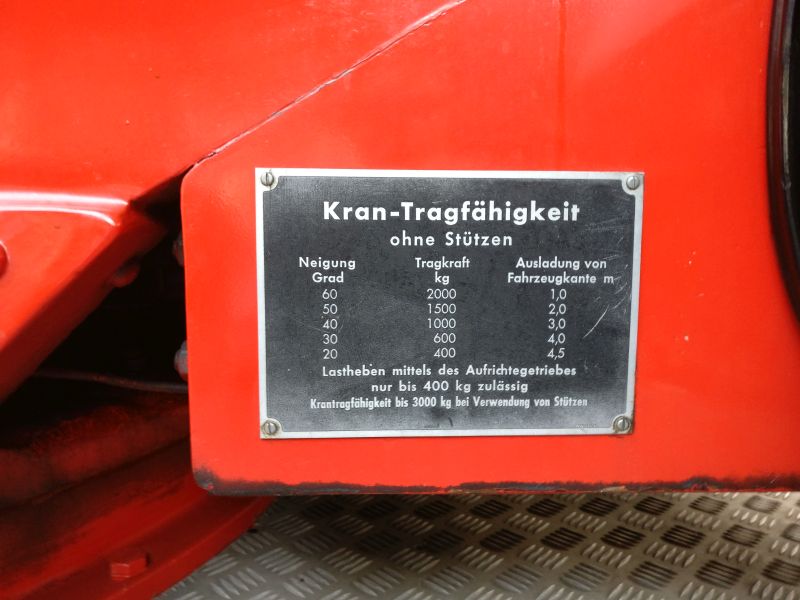 Kran-Tragfähigkeit
ohne Stützen
Neigung Tragkraft Ausladung von
Grad kg Fahrzeugkante m
60 2000 1,0
50 1500 2,0
40 1000 3,0
30 600 4,0
20 400 4,5
Lastheben mittels des Aufrichtegetriebes
nur bis 400 kg zulässig
Krantragfähigkeit bis 3000 kg bei Verwendung von Stützen